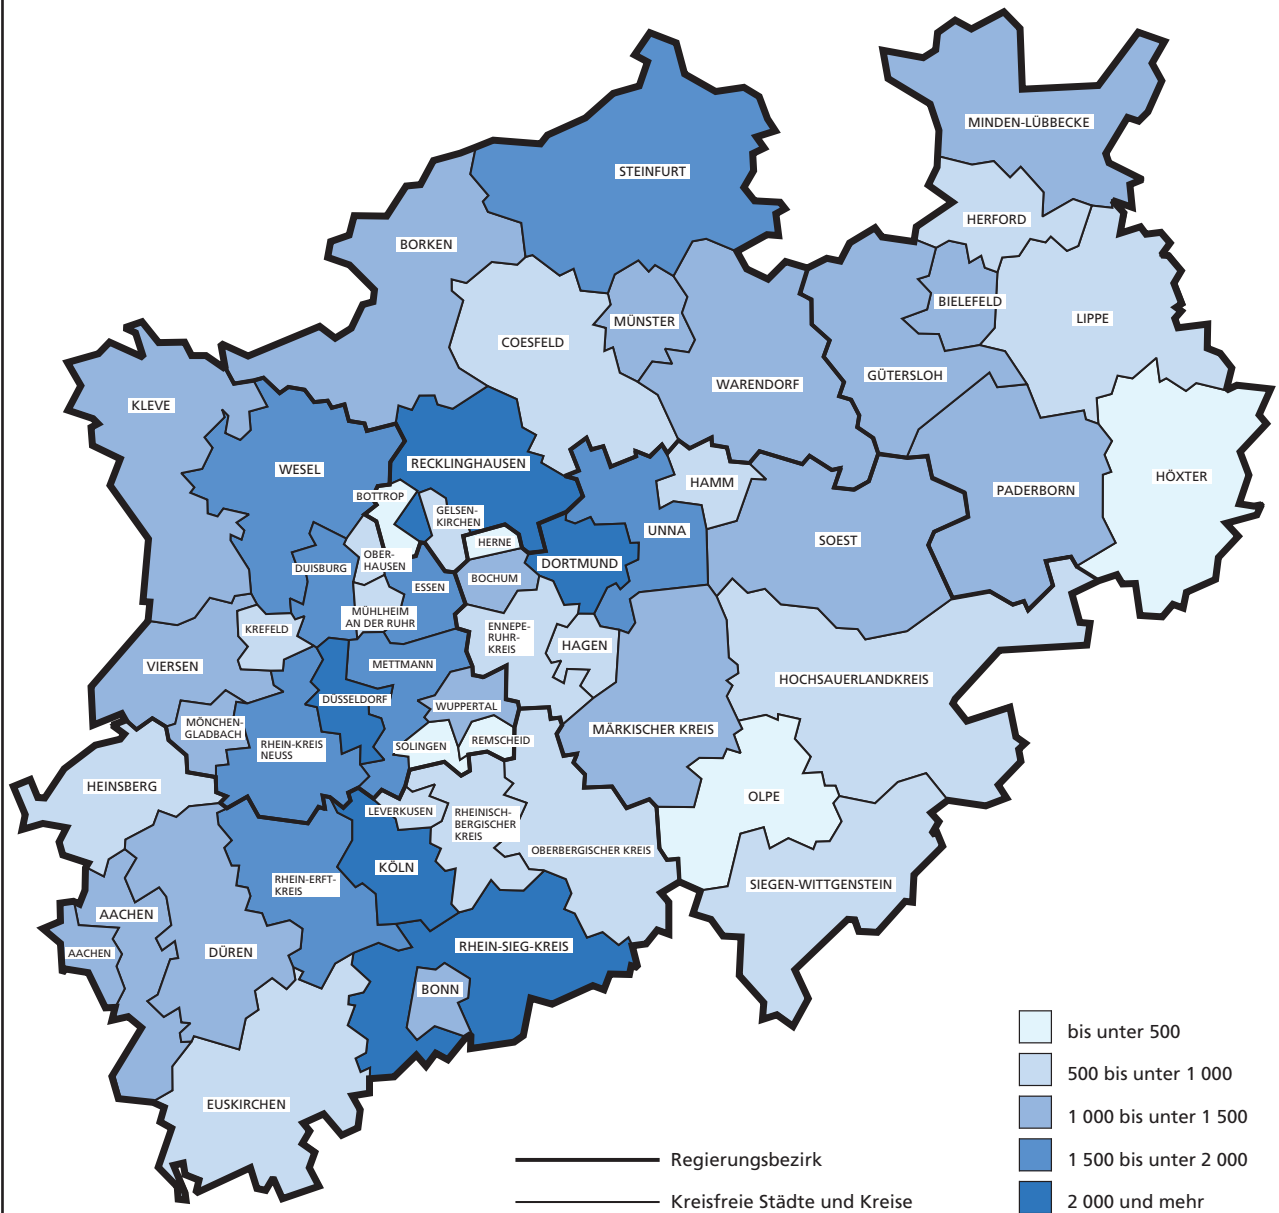 MINDEN-LÜBBECKE
STEINFURT
HERFORD
BORKEN
BIELEFELD
LIPPE
MÜNSTER
COESFELD
GÜTERSLOH
WARENDORF
KLEVE
RECKLINGHAUSEN
WESEL
HÖXTER
HAMM
PADERBORN
BOTTROP
GELSEN-
KIRCHEN
UNNA
SOEST
HERNE
OBER-
HAUSEN
DORTMUND
DUISBURG
BOCHUM
ESSEN
MÜHLHEIM
AN DER RUHR
KREFELD
ENNEPE-
RUHR-
KREIS
HAGEN
VIERSEN
METTMANN
HOCHSAUERLANDKREIS
DÜSSELDORF
WUPPERTAL
MÖNCHEN-
GLADBACH
MÄRKISCHER KREIS
RHEIN-KREIS
NEUSS
SOLINGEN
REMSCHEID
HEINSBERG
OLPE
LEVERKUSEN
RHEINISCH-
BERGISCHER
KREIS
OBERBERGISCHER KREIS
KÖLN
RHEIN-ERFT-
KREIS
SIEGEN-WITTGENSTEIN
AACHEN
RHEIN-SIEG-KREIS
AACHEN
DÜREN
BONN
EUSKIRCHEN
bis unter 500
500 bis unter 1 000
1 000 bis unter 1 500
1 500 bis unter 2 000
2 000 und mehr
Regierungsbezirk
Kreisfreie Städte und Kreise